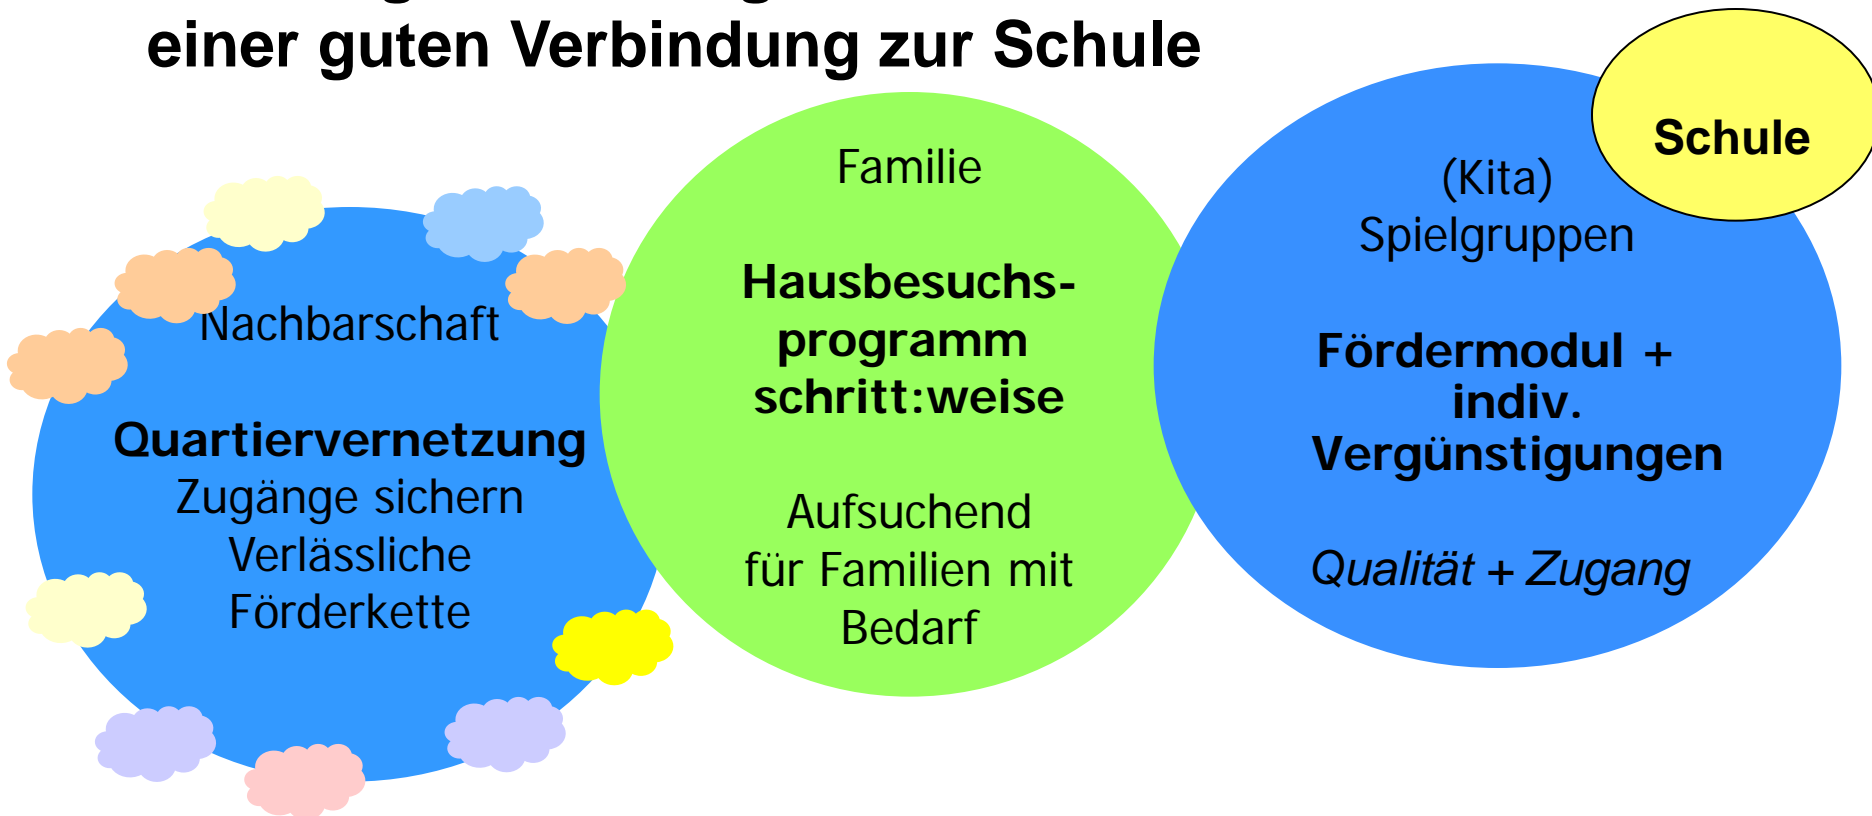 einer guten Verbindung zur Schule
Nachbarschaft
Quartiervernetzung
Zugänge sichern
Verlässliche
Förderkette
Familie
Hausbesuchs-
programm
schritt:weise
Aufsuchend
für Familien mit
Bedarf
(Kita)
Spielgruppen
Fördermodul +
indiv.
Vergünstigungen
Qualität + Zugang
Schule